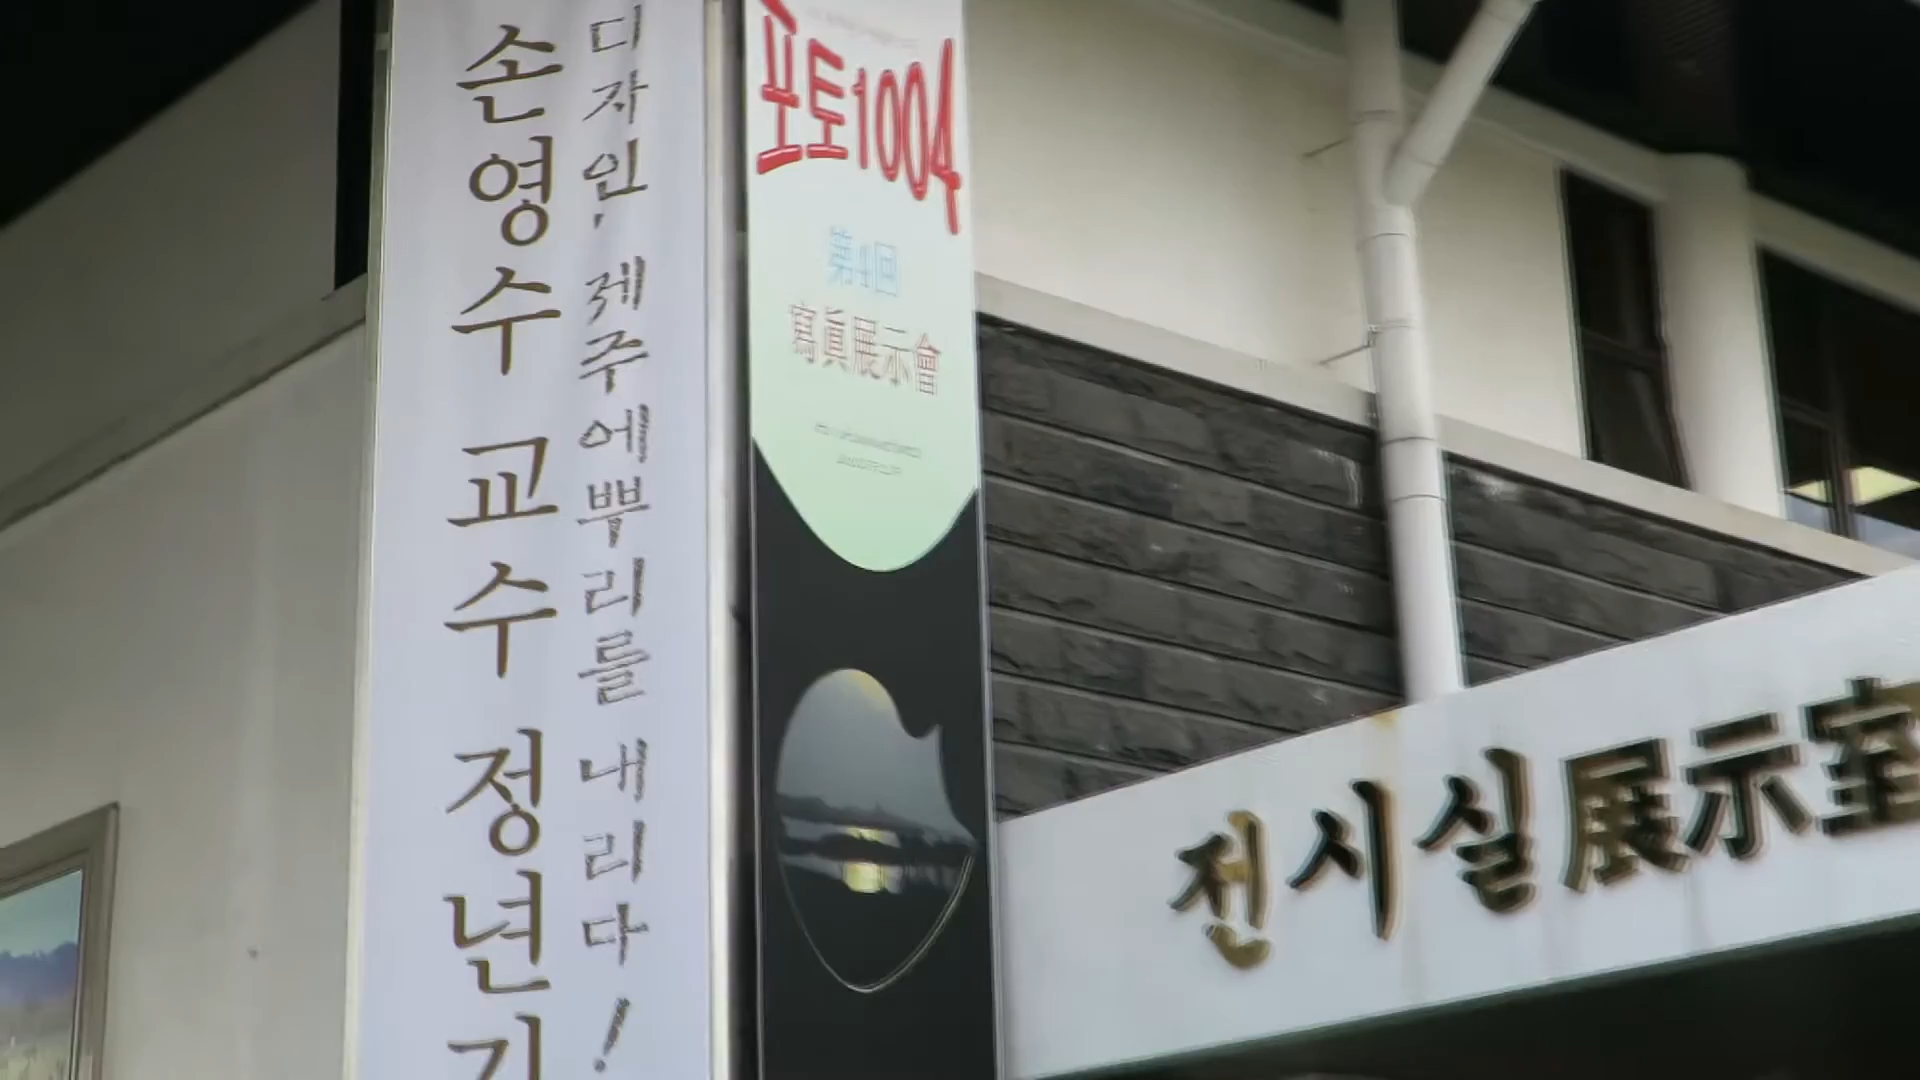 디자인, 제주에 뿌리를 내리다!
손영수 교수 정년
포토1004
第4回
寫眞展示會
전시실 展示室